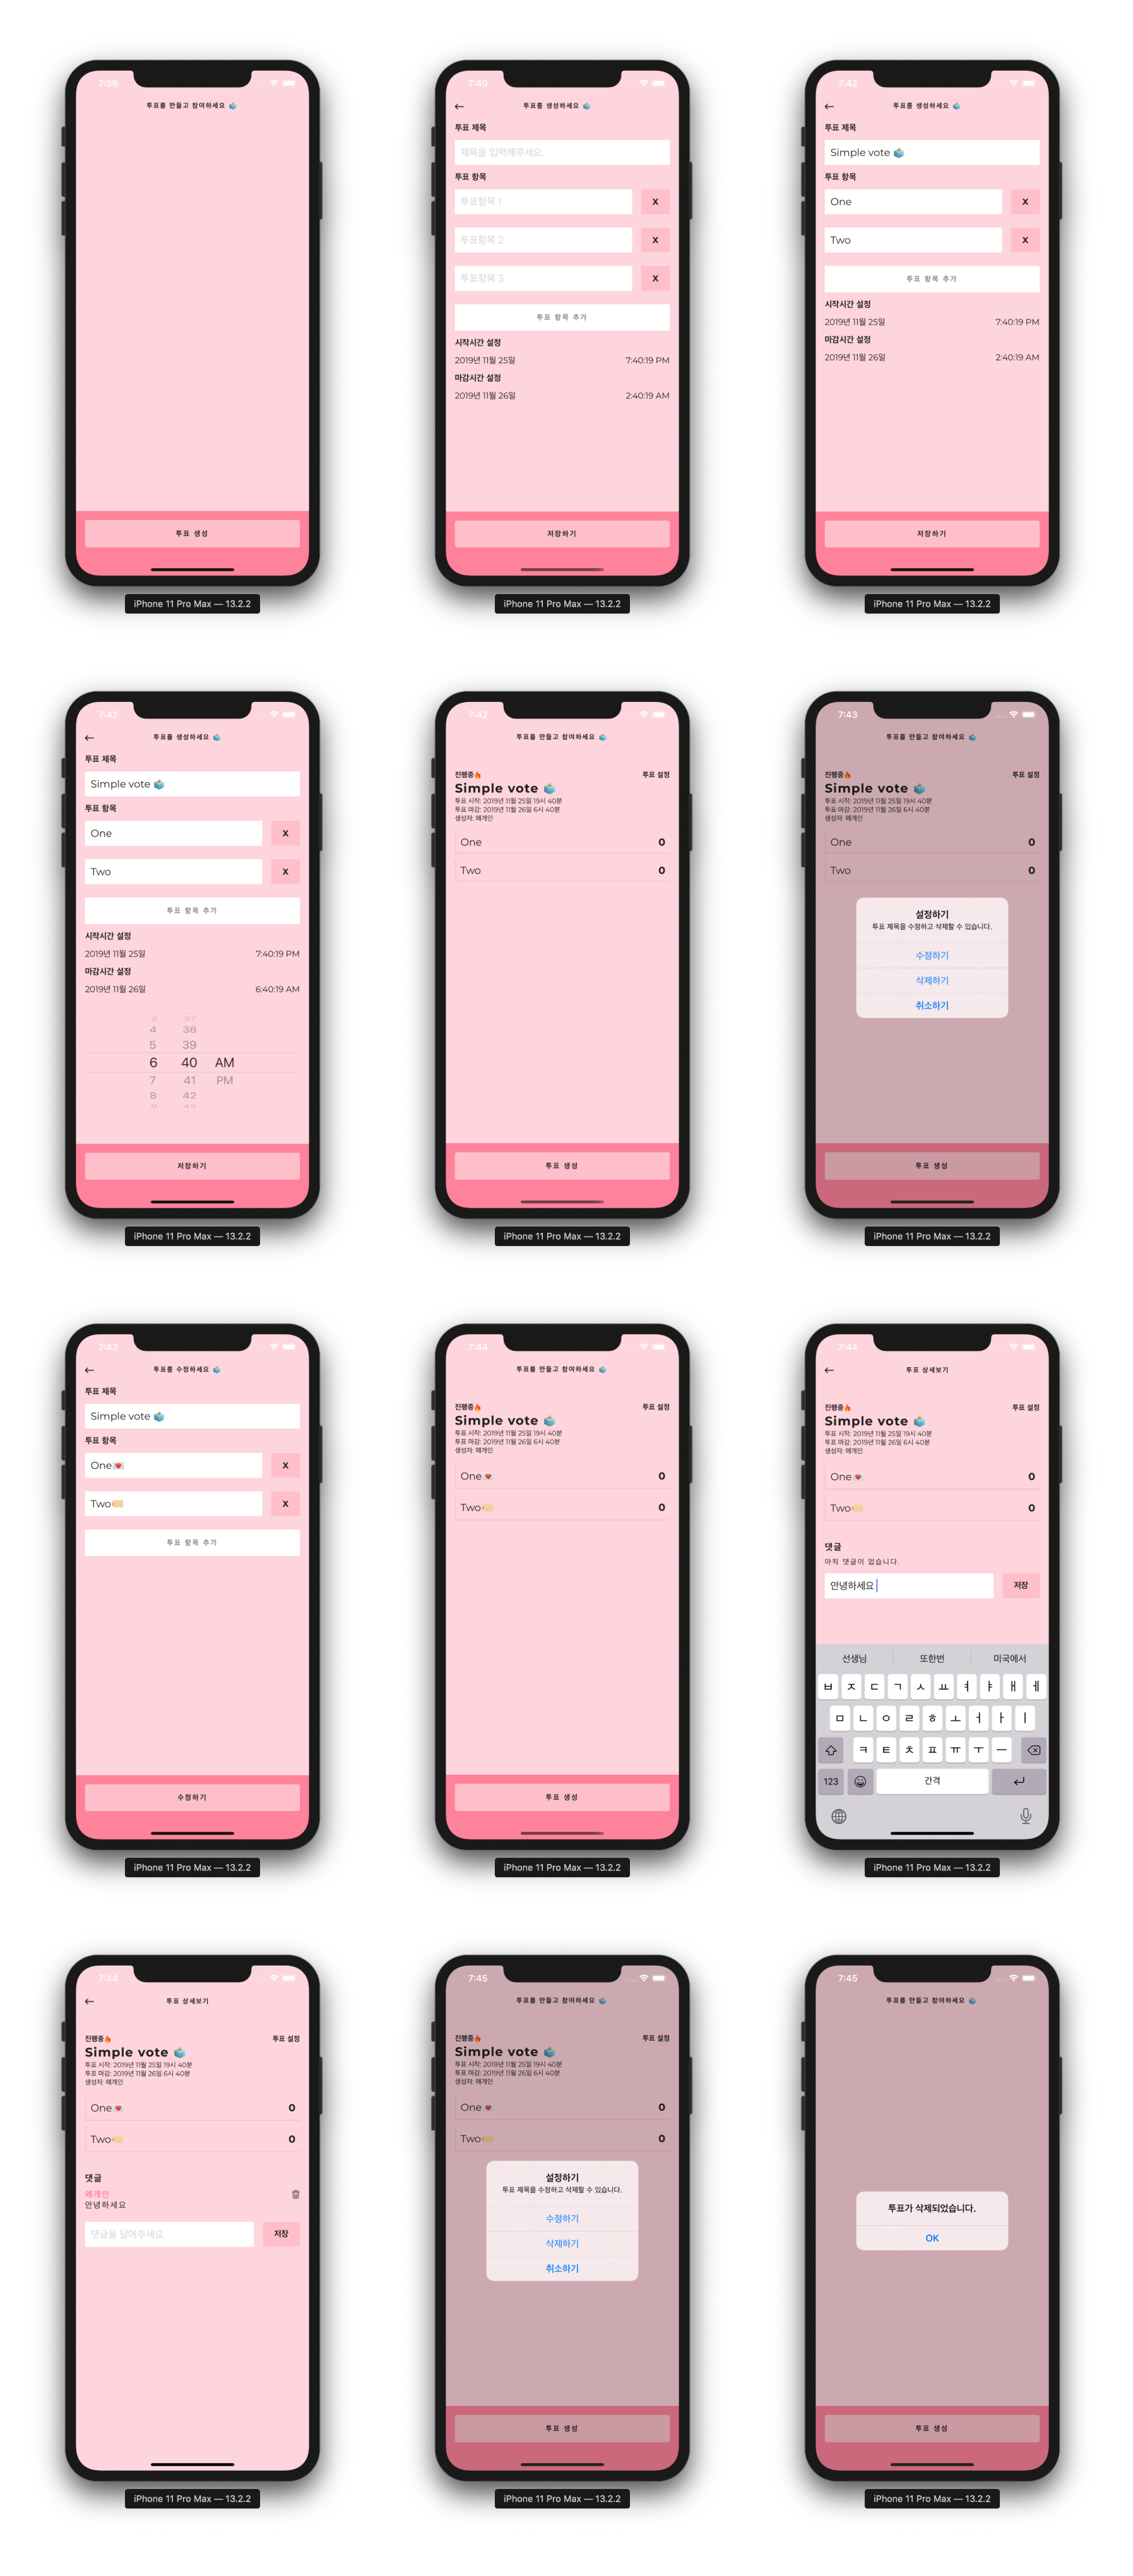 7:39
투표를 만들고 참여하세요 🗳
투표 생성
iPhone 11 Pro Max — 13.2.2
7:40
투표를 생성하세요 🗳
투표 제목
제목을 입력해주세요.
투표 항목
투표항목 1 X
투표항목 2 X
투표항목 3 X
투표 항목 추가
시작시간 설정
2019년 11월 25일 7:40:19 PM
마감시간 설정
2019년 11월 26일 2:40:19 AM
저장하기
iPhone 11 Pro Max — 13.2.2
7:42
투표를 생성하세요 🗳
투표 제목
Simple vote 🗳
투표 항목
One X
Two X
투표 항목 추가
시작시간 설정
2019년 11월 25일 7:40:19 PM
마감시간 설정
2019년 11월 26일 2:40:19 AM
저장하기
iPhone 11 Pro Max — 13.2.2
7:42
투표를 생성하세요 🗳
투표 제목
Simple vote 🗳
투표 항목
One X
Two X
투표 항목 추가
시작시간 설정
2019년 11월 25일 7:40:19 PM
마감시간 설정
2019년 11월 26일 6:40:19 AM
3 37
4 38
5 39
6 40 AM
7 41 PM
8 42
9 43
저장하기
iPhone 11 Pro Max — 13.2.2
7:42
투표를 만들고 참여하세요 🗳
진행중🔥 투표 설정
Simple vote 🗳
투표 시작: 2019년 11월 25일 19시 40분
투표 마감: 2019년 11월 26일 6시 40분
생성자: 왜개인
One 0
Two 0
투표 생성
iPhone 11 Pro Max — 13.2.2
7:43
투표를 만들고 참여하세요 🗳
진행중🔥 투표 설정
Simple vote 🗳
투표 시작: 2019년 11월 25일 19시 40분
투표 마감: 2019년 11월 26일 6시 40분
생성자: 왜개인
One 0
Two 0
설정하기
투표 제목을 수정하고 삭제할 수 있습니다.
수정하기
삭제하기
취소하기
투표 생성
iPhone 11 Pro Max — 13.2.2
7:43
투표를 수정하세요 🗳
투표 제목
Simple vote 🗳
투표 항목
One💌 X
Two🏷 X
투표 항목 추가
수정하기
iPhone 11 Pro Max — 13.2.2
7:44
투표를 만들고 참여하세요 🗳
진행중🔥 투표 설정
Simple vote 🗳
투표 시작: 2019년 11월 25일 19시 40분
투표 마감: 2019년 11월 26일 6시 40분
생성자: 왜개인
One💌 0
Two🏷 0
투표 생성
iPhone 11 Pro Max — 13.2.2
7:44
투표 상세보기
진행중🔥 투표 설정
Simple vote 🗳
투표 시작: 2019년 11월 25일 19시 40분
투표 마감: 2019년 11월 26일 6시 40분
생성자: 왜개인
One💌 0
Two🏷 0
댓글
아직 댓글이 없습니다.
안녕하세요 저장
선생님 또한번 미국에서
ㅂ ㅈ ㄷ ㄱ ㅅ ㅛ ㅕ ㅑ ㅐ ㅔ
ㅁ ㄴ ㅇ ㄹ ㅎ ㅗ ㅓ ㅏ ㅣ
ㅋ ㅌ ㅊ ㅍ ㅠ ㅜ ㅡ
123 간격
iPhone 11 Pro Max — 13.2.2
7:44
투표 상세보기
진행중🔥 투표 설정
Simple vote 🗳
투표 시작: 2019년 11월 25일 19시 40분
투표 마감: 2019년 11월 26일 6시 40분
생성자: 왜개인
One💌 0
Two🏷 0
댓글
왜개인
안녕하세요
댓글을 달아주세요. 저장
iPhone 11 Pro Max — 13.2.2
7:45
투표를 만들고 참여하세요 🗳
진행중🔥 투표 설정
Simple vote 🗳
투표 시작: 2019년 11월 25일 19시 40분
투표 마감: 2019년 11월 26일 6시 40분
생성자: 왜개인
One💌 0
Two🏷 0
설정하기
투표 제목을 수정하고 삭제할 수 있습니다.
수정하기
삭제하기
취소하기
투표 생성
iPhone 11 Pro Max — 13.2.2
7:45
투표를 만들고 참여하세요 🗳
투표가 삭제되었습니다.
OK
투표 생성
iPhone 11 Pro Max — 13.2.2